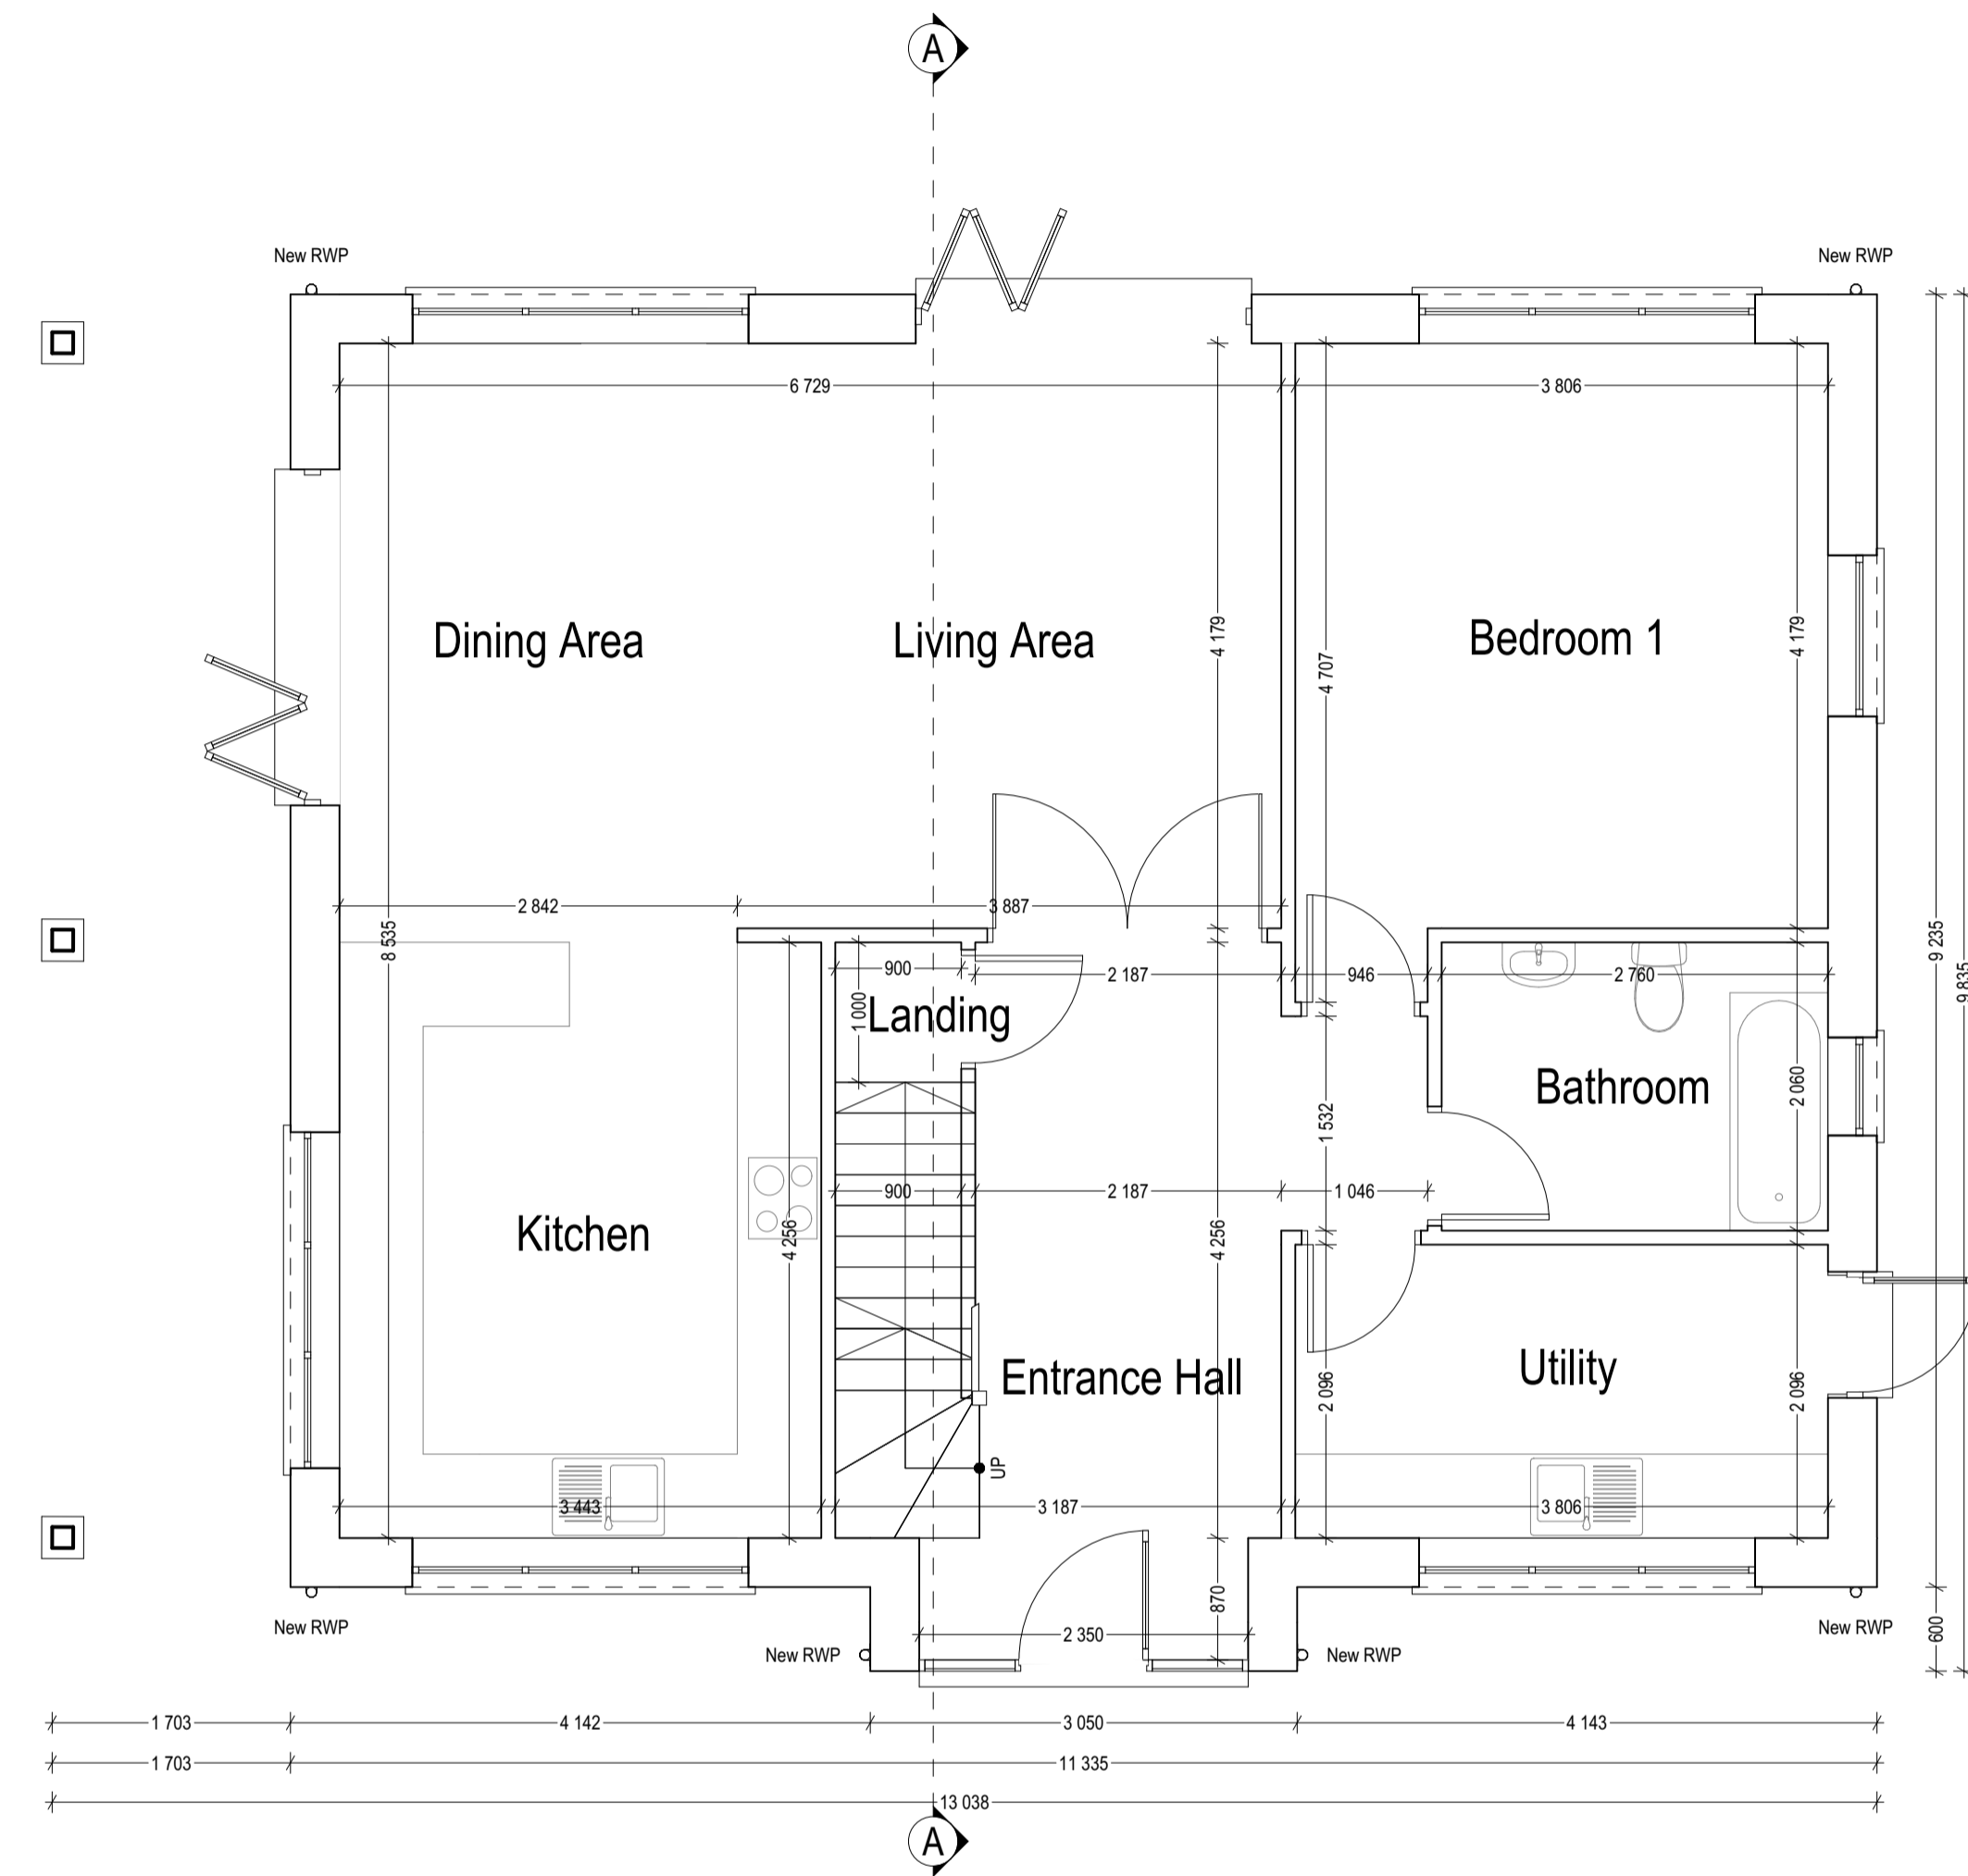 A
New RWP
New RWP
6 729
3 806
Dining Area
Living Area
Bedroom 1
4 179
4 707
4 179
2 842
3 887
8 535
9 235
9 835
900
2 187
946
2 760
1 000
Landing
Bathroom
2 060
1 532
900
2 187
1 046
Kitchen
4 256
4 256
Entrance Hall
Utility
2 096
2 096
UP
3 443
3 187
3 806
870
600
2 350
New RWP
New RWP
New RWP
New RWP
1 703
4 142
3 050
4 143
1 703
11 335
13 038
A